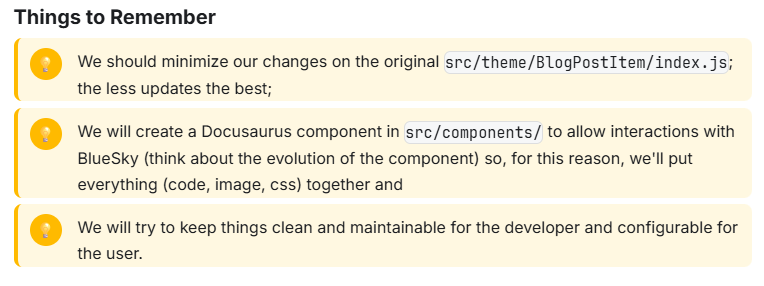 Things to Remember
We should minimize our changes on the original src/theme/BlogPostItem/index.js;
the less updates the best;
We will create a Docusaurus component in src/components/ to allow interactions with
BlueSky (think about the evolution of the component) so, for this reason, we'll put
everything (code, image, css) together and
We will try to keep things clean and maintainable for the developer and configurable for
the user.